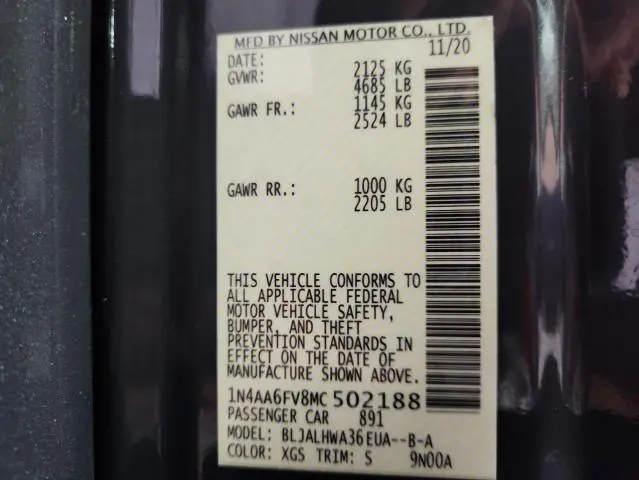 MFD BY NISSAN MOTOR CO., LTD.
DATE: 11/20
GVWR: 2125 KG
4685 LB
GAWR FR.: 1145 KG
2524 LB
GAWR RR.: 1000 KG
2205 LB
THIS VEHICLE CONFORMS TO
ALL APPLICABLE FEDERAL
MOTOR VEHICLE SAFETY,
BUMPER, AND THEFT
PREVENTION STANDARDS IN
EFFECT ON THE DATE OF
MANUFACTURE SHOWN ABOVE.
1N4AA6FV8MC502188
PASSENGER CAR 891
MODEL: BLJALHWA36EUA--B-A
COLOR: XGS TRIM: S 9N00A